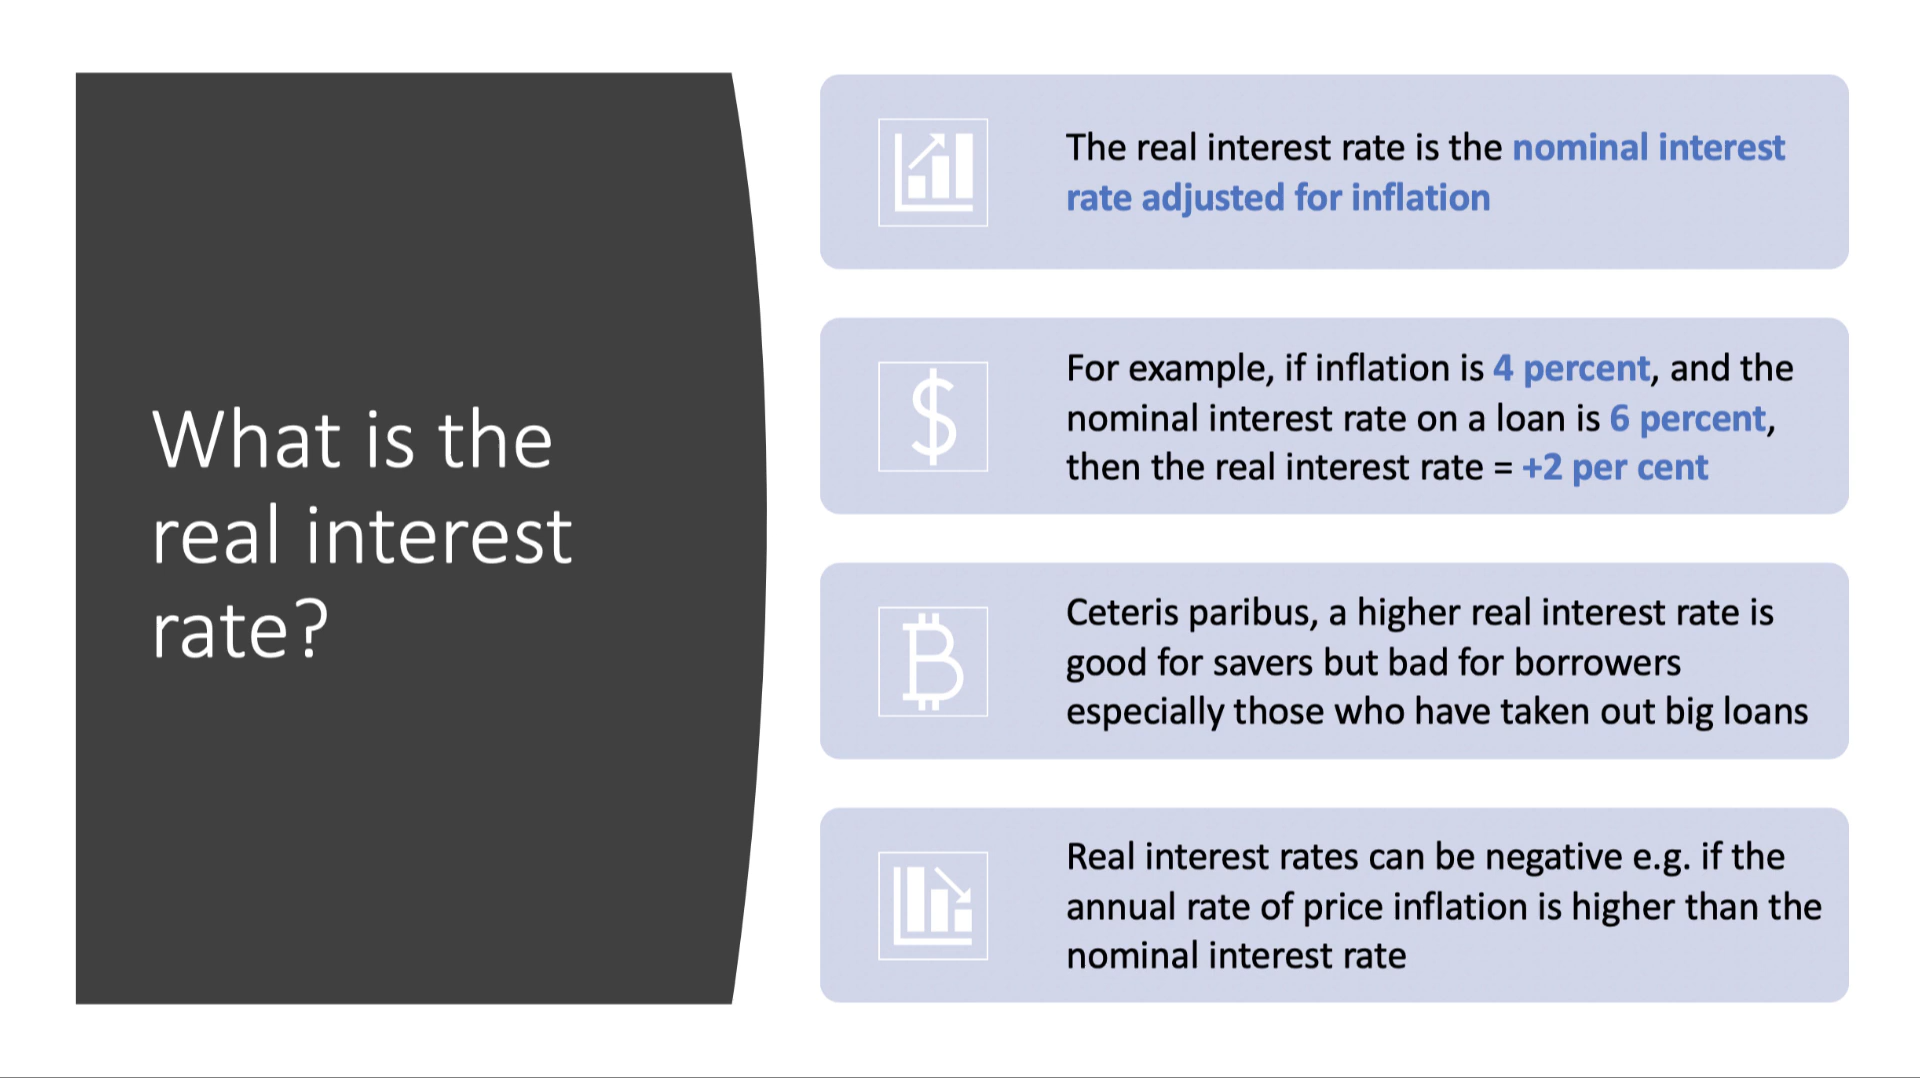 What is the
real interest
rate?
The real interest rate is the nominal interest
rate adjusted for inflation
For example, if inflation is 4 percent, and the
nominal interest rate on a loan is 6 percent,
then the real interest rate = +2 per cent
Ceteris paribus, a higher real interest rate is
good for savers but bad for borrowers
especially those who have taken out big loans
Real interest rates can be negative e.g. if the
annual rate of price inflation is higher than the
nominal interest rate